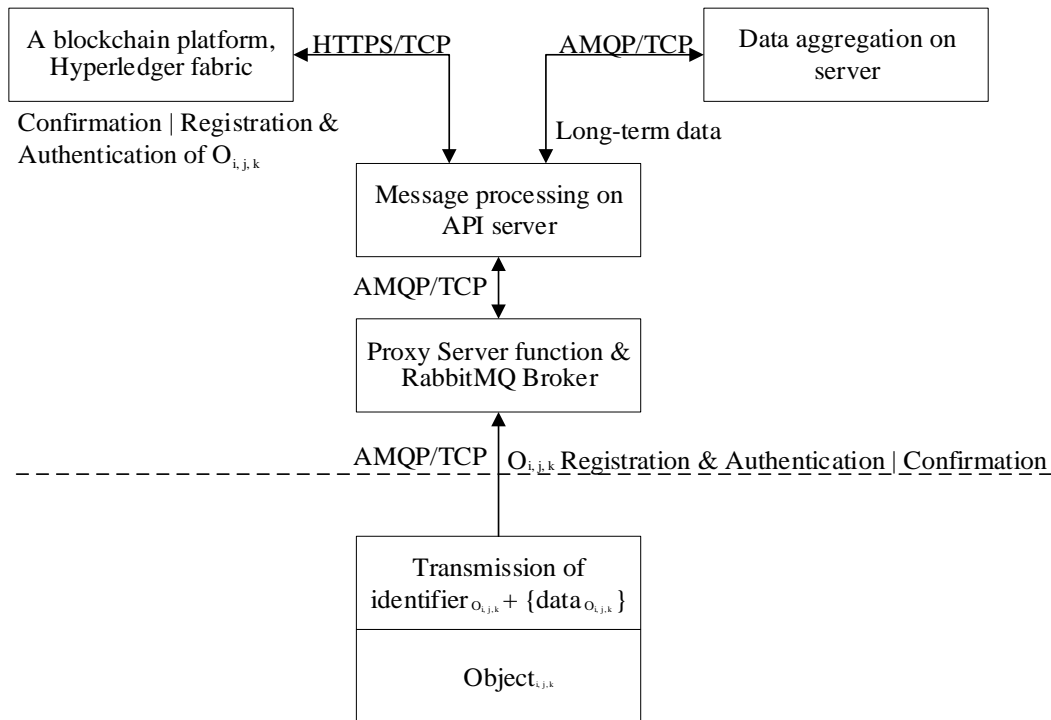 A blockchain platform,
Hyperledger fabric
HTTPS/TCP
AMQP/TCP
Data aggregation on
server
Confirmation | Registration &
Authentication of O i, j, k
Long-term data
Message processing on
API server
AMQP/TCP
Proxy Server function &
RabbitMQ Broker
AMQP/TCP
O i, j, k Registration & Authentication | Confirmation
Transmission of
identifier O i, j, k + {data O i, j, k}
Object i, j, k